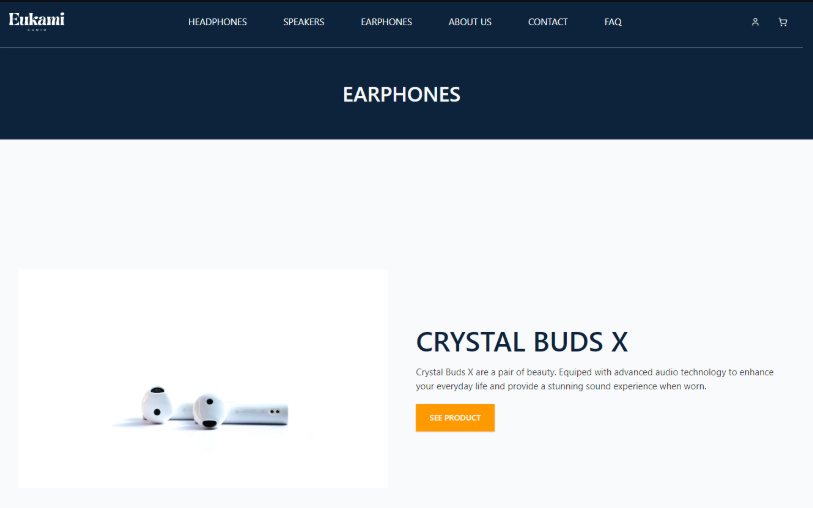 Eukami
AUDIO
HEADPHONES SPEAKERS EARPHONES ABOUT US CONTACT FAQ
EARPHONES
CRYSTAL BUDS X
Crystal Buds X are a pair of beauty. Equiped with advanced audio technology to enhance
your everyday life and provide a stunning sound experience when worn.
SEE PRODUCT